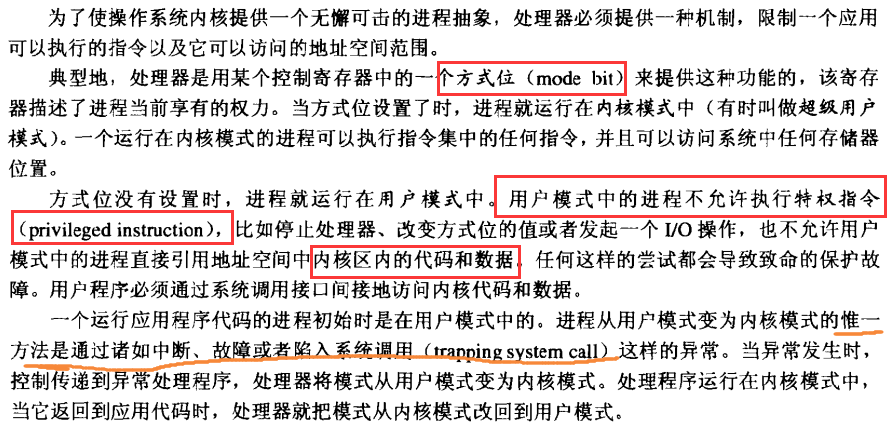 为了使操作系统内核提供一个无懈可击的进程抽象，处理器必须提供一种机制，限制一个应用
可以执行的指令以及它可以访问的地址空间范围。
典型地，处理器是用某个控制寄存器中的一个方式位（mode bit）来提供这种功能的，该寄存
器描述了进程当前享有的权力。当方式位设置了时，进程就运行在内核模式中（有时叫做超级用户
模式）。一个运行在内核模式的进程可以执行指令集中的任何指令，并且可以访问系统中任何存储器
位置。
方式位没有设置时，进程就运行在用户模式中。用户模式中的进程不允许执行特权指令
（privileged instruction），比如停止处理器、改变方式位的值或者发起一个 I/O 操作，也不允许用户
模式中的进程直接引用地址空间中内核区内的代码和数据。任何这样的尝试都会导致致命的保护故
障。用户程序必须通过系统调用接口间接地访问内核代码和数据。
一个运行应用程序代码的进程初始时是在用户模式中的。进程从用户模式变为内核模式的惟一
方法是通过诸如中断、故障或者陷入系统调用（trapping system call）这样的异常。当异常发生时，
控制传递到异常处理程序，处理器将模式从用户模式变为内核模式。处理程序运行在内核模式中，
当它返回到应用代码时，处理器就把模式从内核模式改回到用户模式。